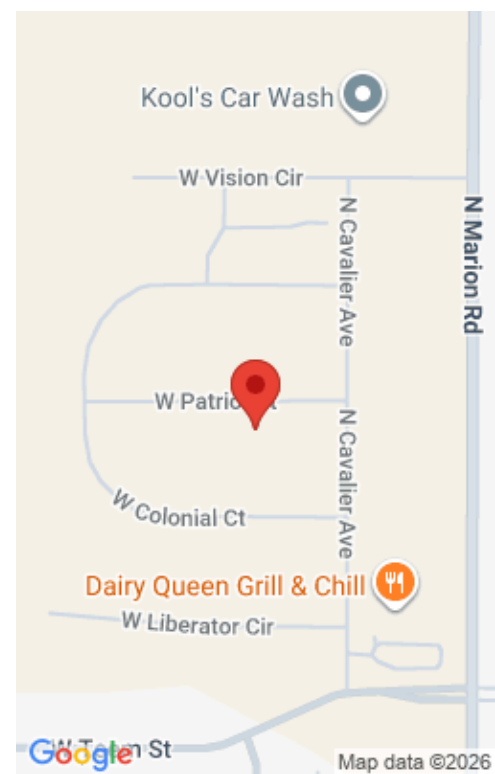 Kool's Car Wash
W Vision Cir
N Marion Rd
N Cavalier Ave
W
N Cavalier Ave
W Colonial Ct
Dairy Queen Grill & Chill
W Liberator Cir
Google
St
Map data ©2026